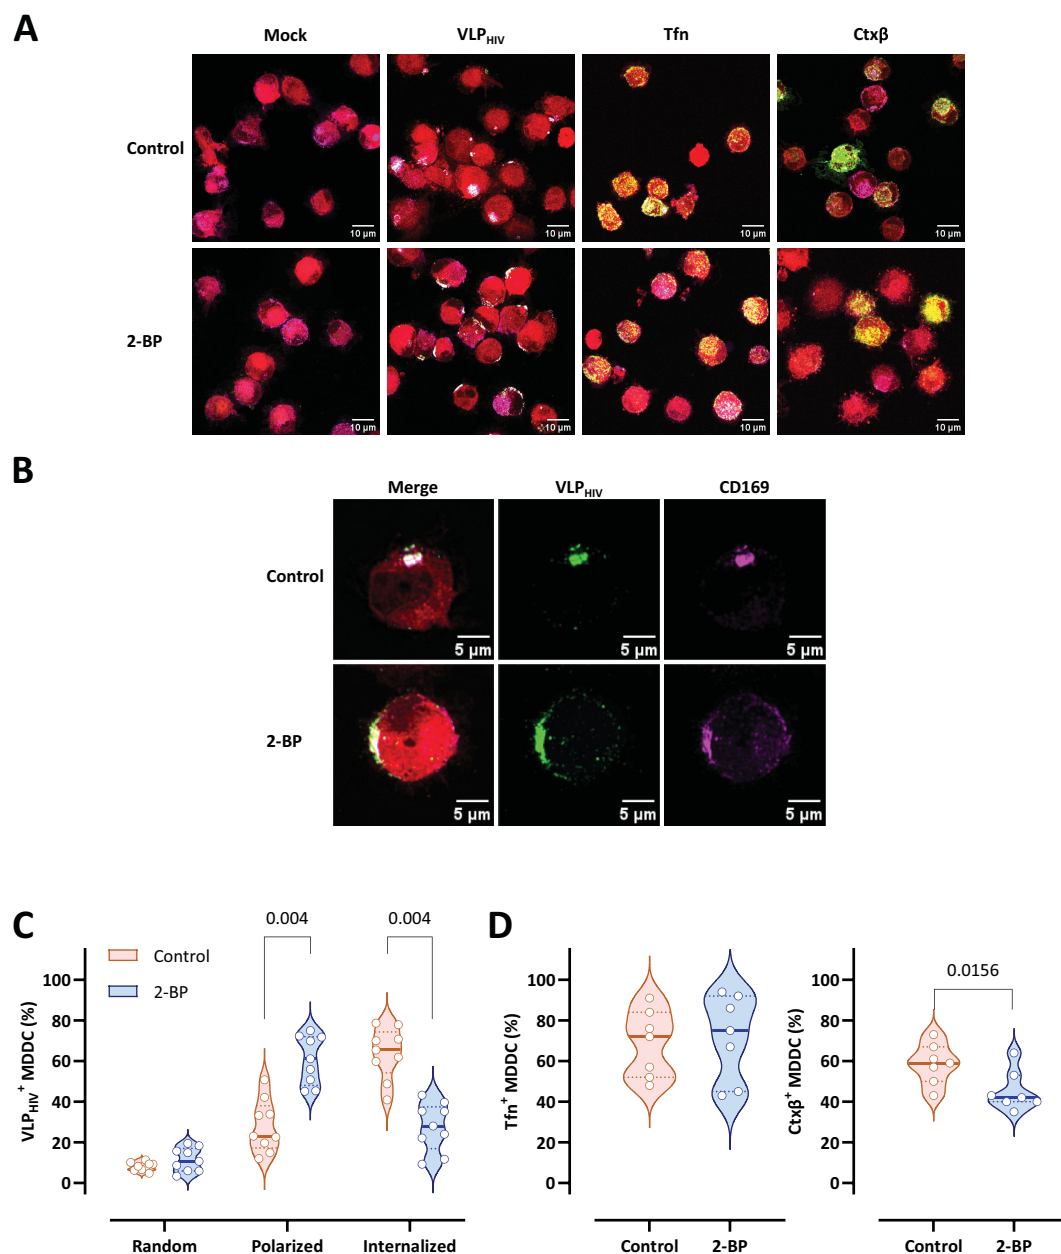 A
Mock VLPHIV Tfn Ctxβ
Control
10 µm 10 µm 10 µm 10 µm
2-BP
10 µm 10 µm 10 µm 10 µm
B
Merge VLPHIV CD169
Control
5 µm 5 µm 5 µm
2-BP
5 µm 5 µm 5 µm
C
0.004 0.004
Control
2-BP
VLPHIV+ MDDC (%)
100
80
60
40
20
0
Random Polarized Internalized
D
Tfn+ MDDC (%)
100
80
60
40
20
0
Control 2-BP
0.0156
Ctxβ+ MDDC (%)
100
80
60
40
20
0
Control 2-BP